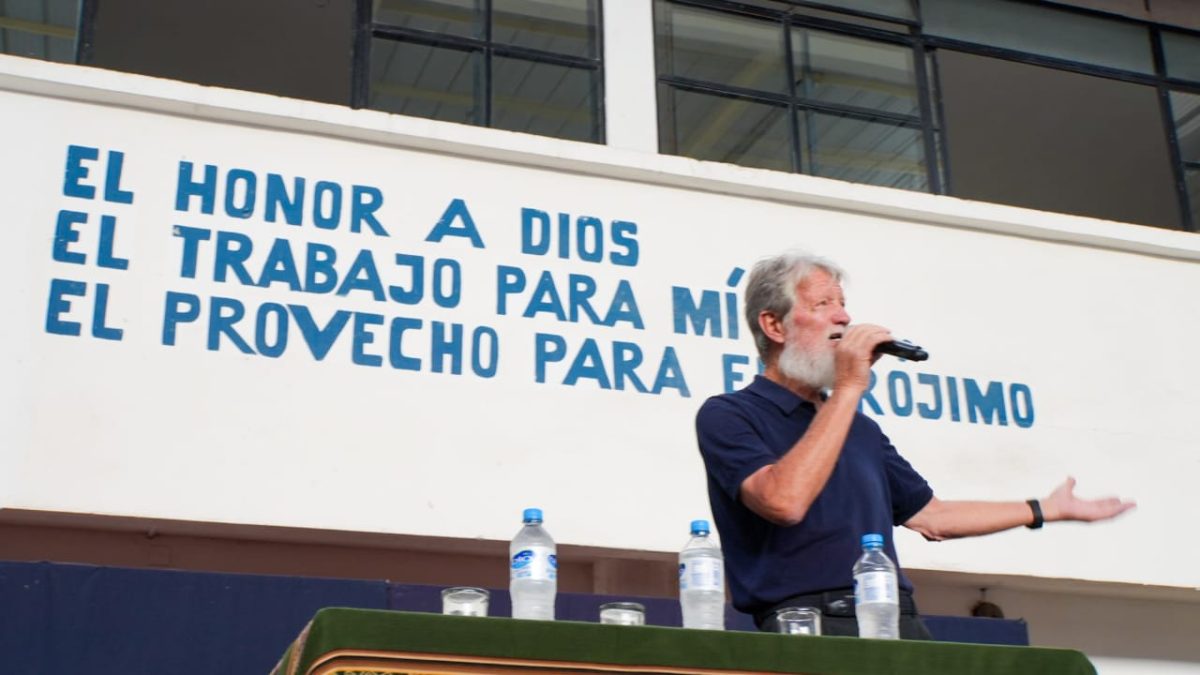 EL HONOR A DIOS
EL TRABAJO PARA MÍ
EL PROVECHO PARA